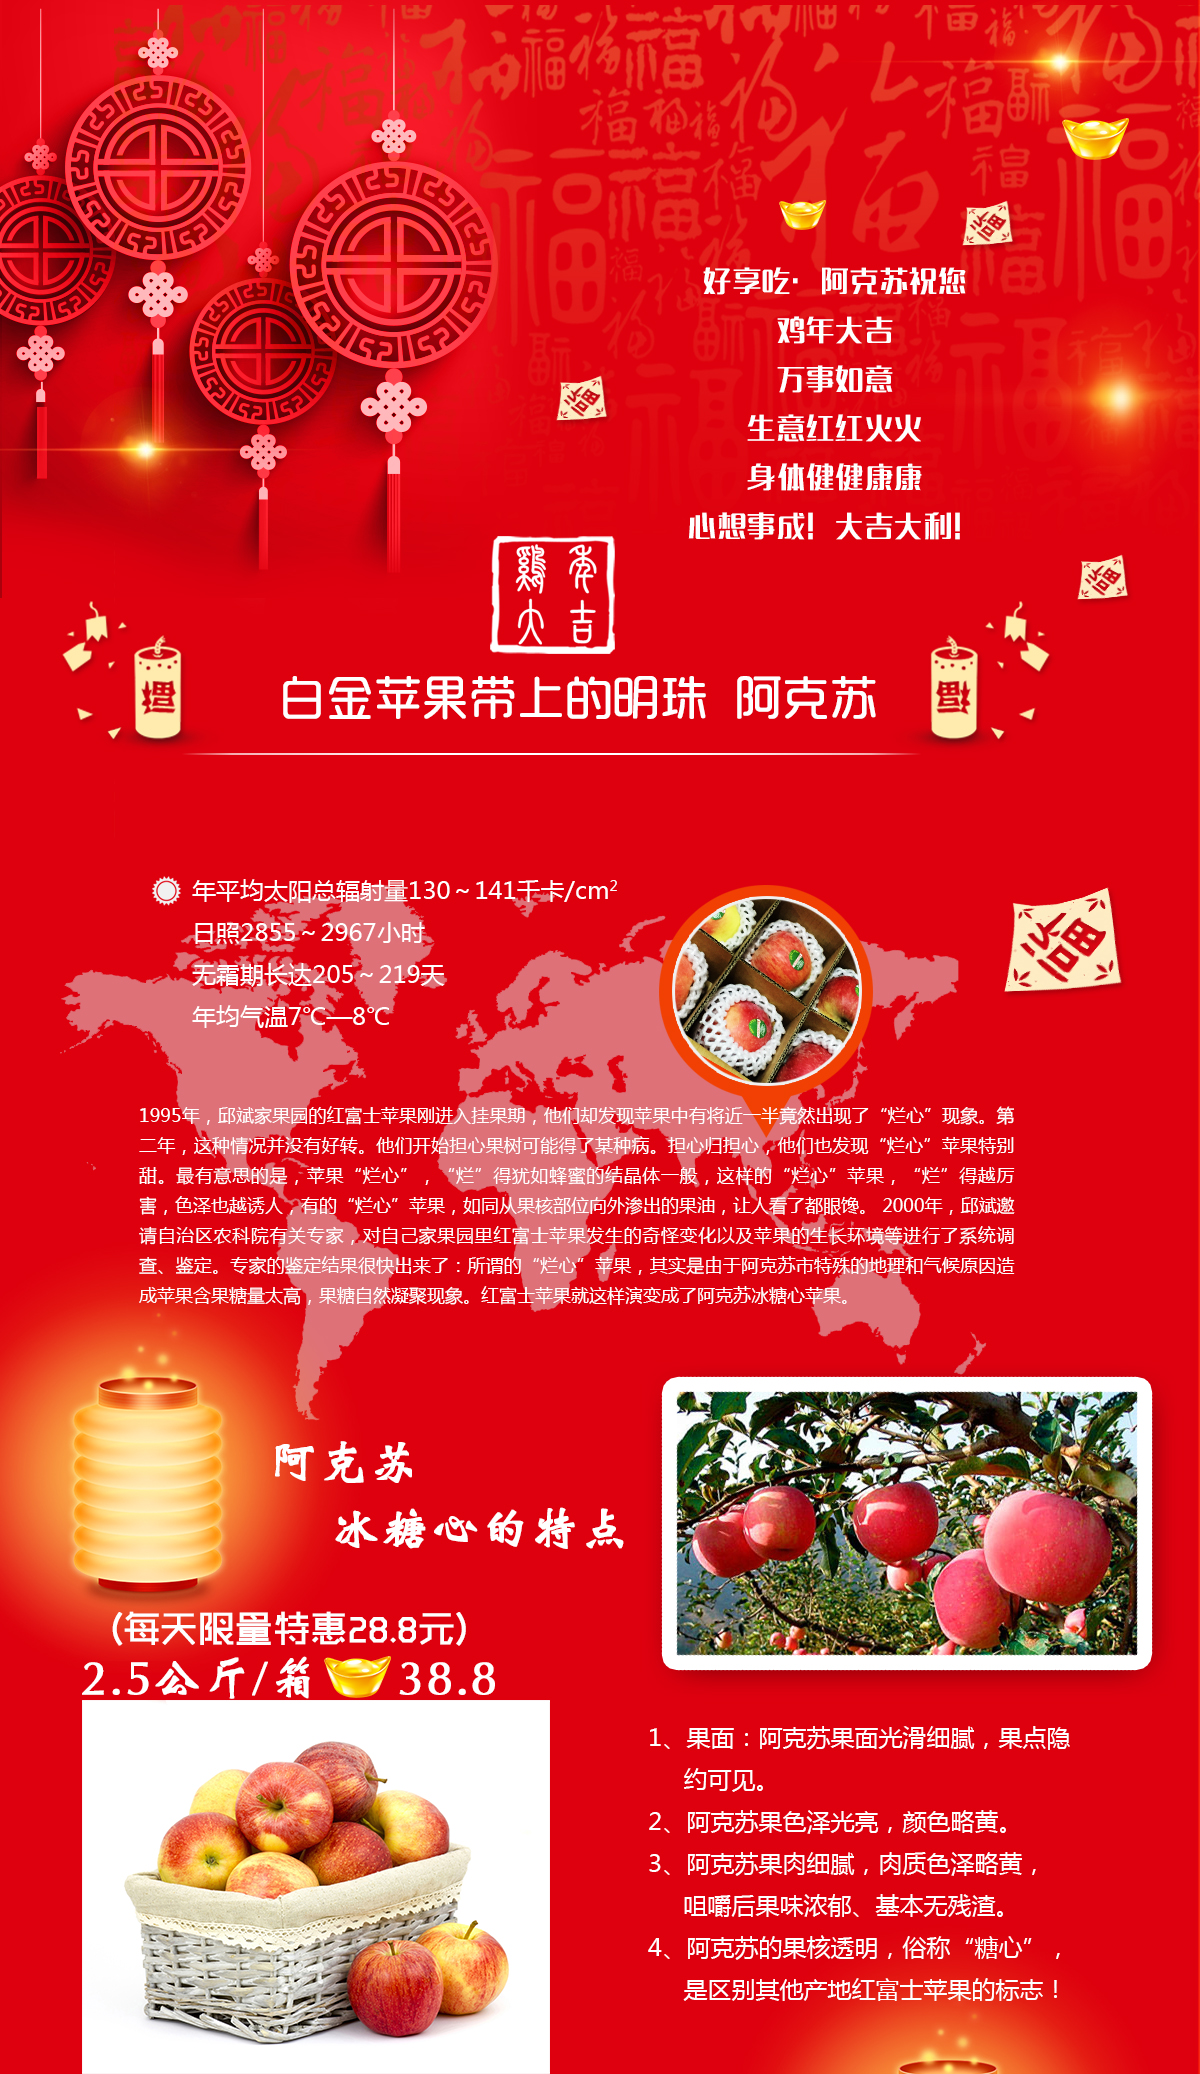 好享吃·阿克苏祝您
鸡年大吉
万事如意
生意红红火火
身体健健康康
心想事成！大吉大利！
鷄年
大吉
福
白金苹果带上的明珠 阿克苏
年平均太阳总辐射量130～141千卡/cm²
日照2855～2967小时
无霜期长达205～219天
年均气温7℃—8℃
1995年，邱斌家果园的红富士苹果刚进入挂果期，他们却发现苹果中有将近一半竟然出现了“烂心”现象。第
二年，这种情况并没有好转。他们开始担心果树可能得了某种病。担心归担心，他们也发现“烂心”苹果特别
甜。最有意思的是，苹果“烂心”，“烂”得犹如蜂蜜的结晶体一般，这样的“烂心”苹果，“烂”得越厉
害，色泽也越诱人，有的“烂心”苹果，如同从果核部位向外渗出的果油，让人看了都眼馋。 2000年，邱斌邀
请自治区农科院有关专家，对自己家果园里红富士苹果发生的奇怪变化以及苹果的生长环境等进行了系统调
查、鉴定。专家的鉴定结果很快出来了：所谓的“烂心”苹果，其实是由于阿克苏市特殊的地理和气候原因造
成苹果含果糖量太高，果糖自然凝聚现象。红富士苹果就这样演变成了阿克苏冰糖心苹果。
阿克苏
冰糖心的特点
(每天限量特惠28.8元)
2.5公斤/箱 38.8
1、果面：阿克苏果面光滑细腻，果点隐
约可见。
2、阿克苏果色泽光亮，颜色略黄。
3、阿克苏果肉细腻，肉质色泽略黄，
咀嚼后果味浓郁、基本无残渣。
4、阿克苏的果核透明，俗称“糖心”，
是区别其他产地红富士苹果的标志！